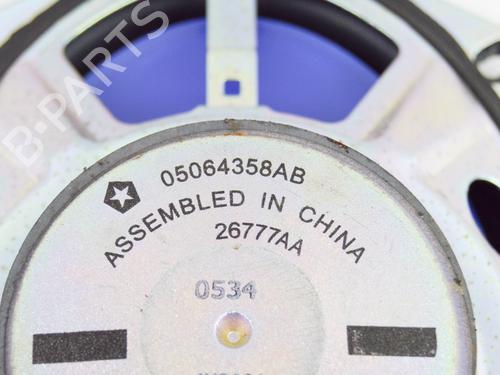 B-PARTS
05064358AB
ASSEMBLED IN CHINA
26777AA
0534